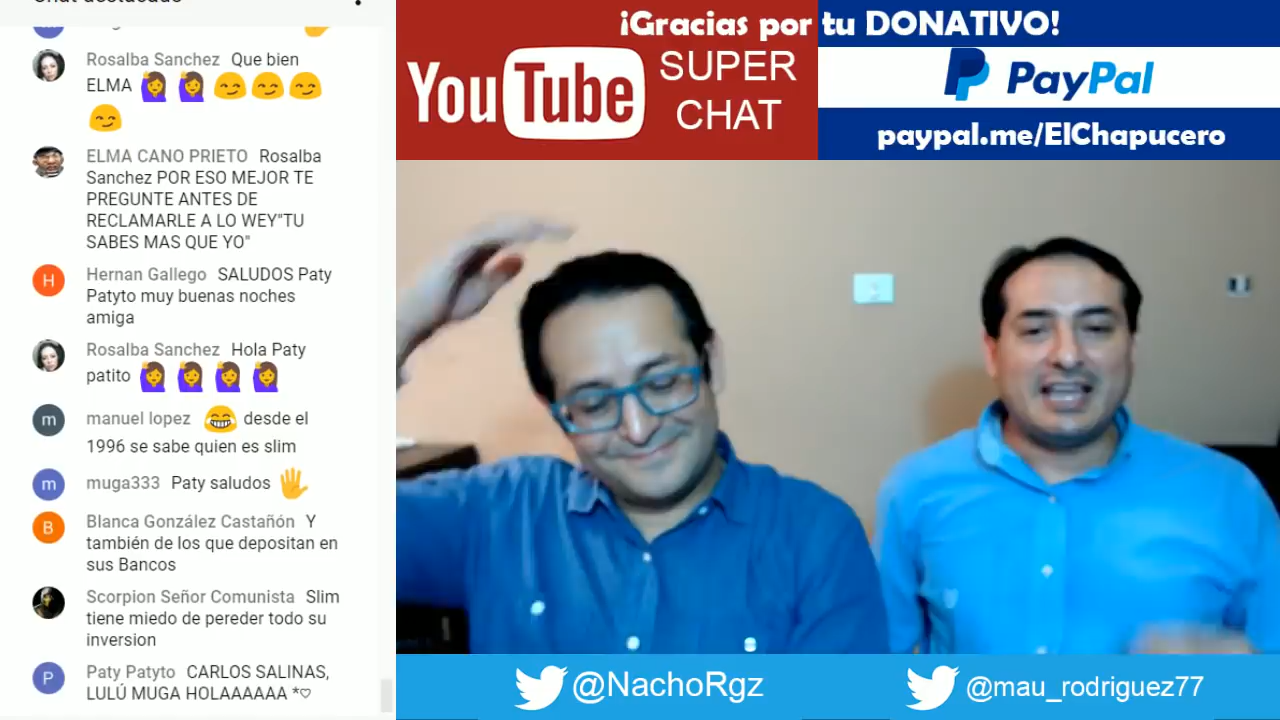 Chat destacado
Rosalba Sanchez Que bien
ELMA
ELMA CANO PRIETO Rosalba
Sanchez POR ESO MEJOR TE
PREGUNTE ANTES DE
RECLAMARLE A LO WEY"TU
SABES MAS QUE YO"
H
Hernan Gallego SALUDOS Paty
Patyto muy buenas noches
amiga
Rosalba Sanchez Hola Paty
patito
m
manuel lopez desde el
1996 se sabe quien es slim
m
muga333 Paty saludos
B
Blanca González Castañón Y
también de los que depositan en
sus Bancos
Scorpion Señor Comunista Slim
tiene miedo de pereder todo su
inversion
P
Paty Patyto CARLOS SALINAS,
LULÚ MUGA HOLAAAAAA *♡
¡Gracias por tu DONATIVO!
YouTube
SUPER
CHAT
PayPal
paypal.me/ElChapucero
@NachoRgz
@mau_rodriguez77